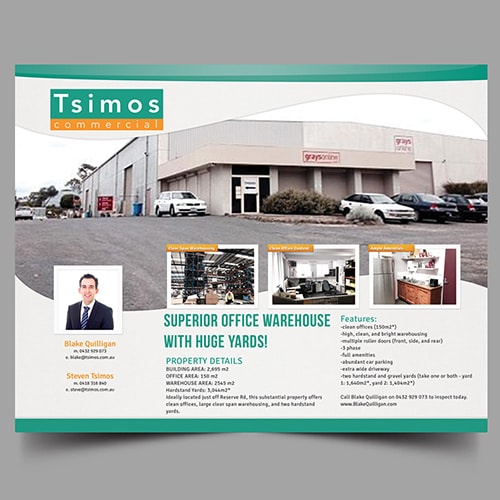 Tsimos
commercial
graysonline
grays
online
Clear Span Warehousing
Clean Office Content
Ample Amenities
Blake Quilligan
m. 0432 929 073
e. blake@tsimos.com.au
Steven Tsimos
m. 0418 316 840
e. steve@tsimos.com.au
SUPERIOR OFFICE WAREHOUSE
WITH HUGE YARDS!
PROPERTY DETAILS
BUILDING AREA: 2,695 m2
OFFICE AREA: 150 m2
WAREHOUSE AREA: 2545 m2
Hardstand Yards: 3,044m²*
Ideally located just off Reserve Rd, this substantial property offers
clean offices, large clear span warehousing, and two hardstand
yards.
Features:
-clean offices (150m2*)
-high, clean, and bright warehousing
-multiple roller doors (front, side, and rear)
-3 phase
-full amenities
-abundant car parking
-extra wide driveway
-two hardstand and gravel yards (take one or both - yard
1: 1,640m2*, yard 2: 1,404m2*)
Call Blake Quilligan on 0432 929 073 to inspect today.
www.BlakeQuilligan.com